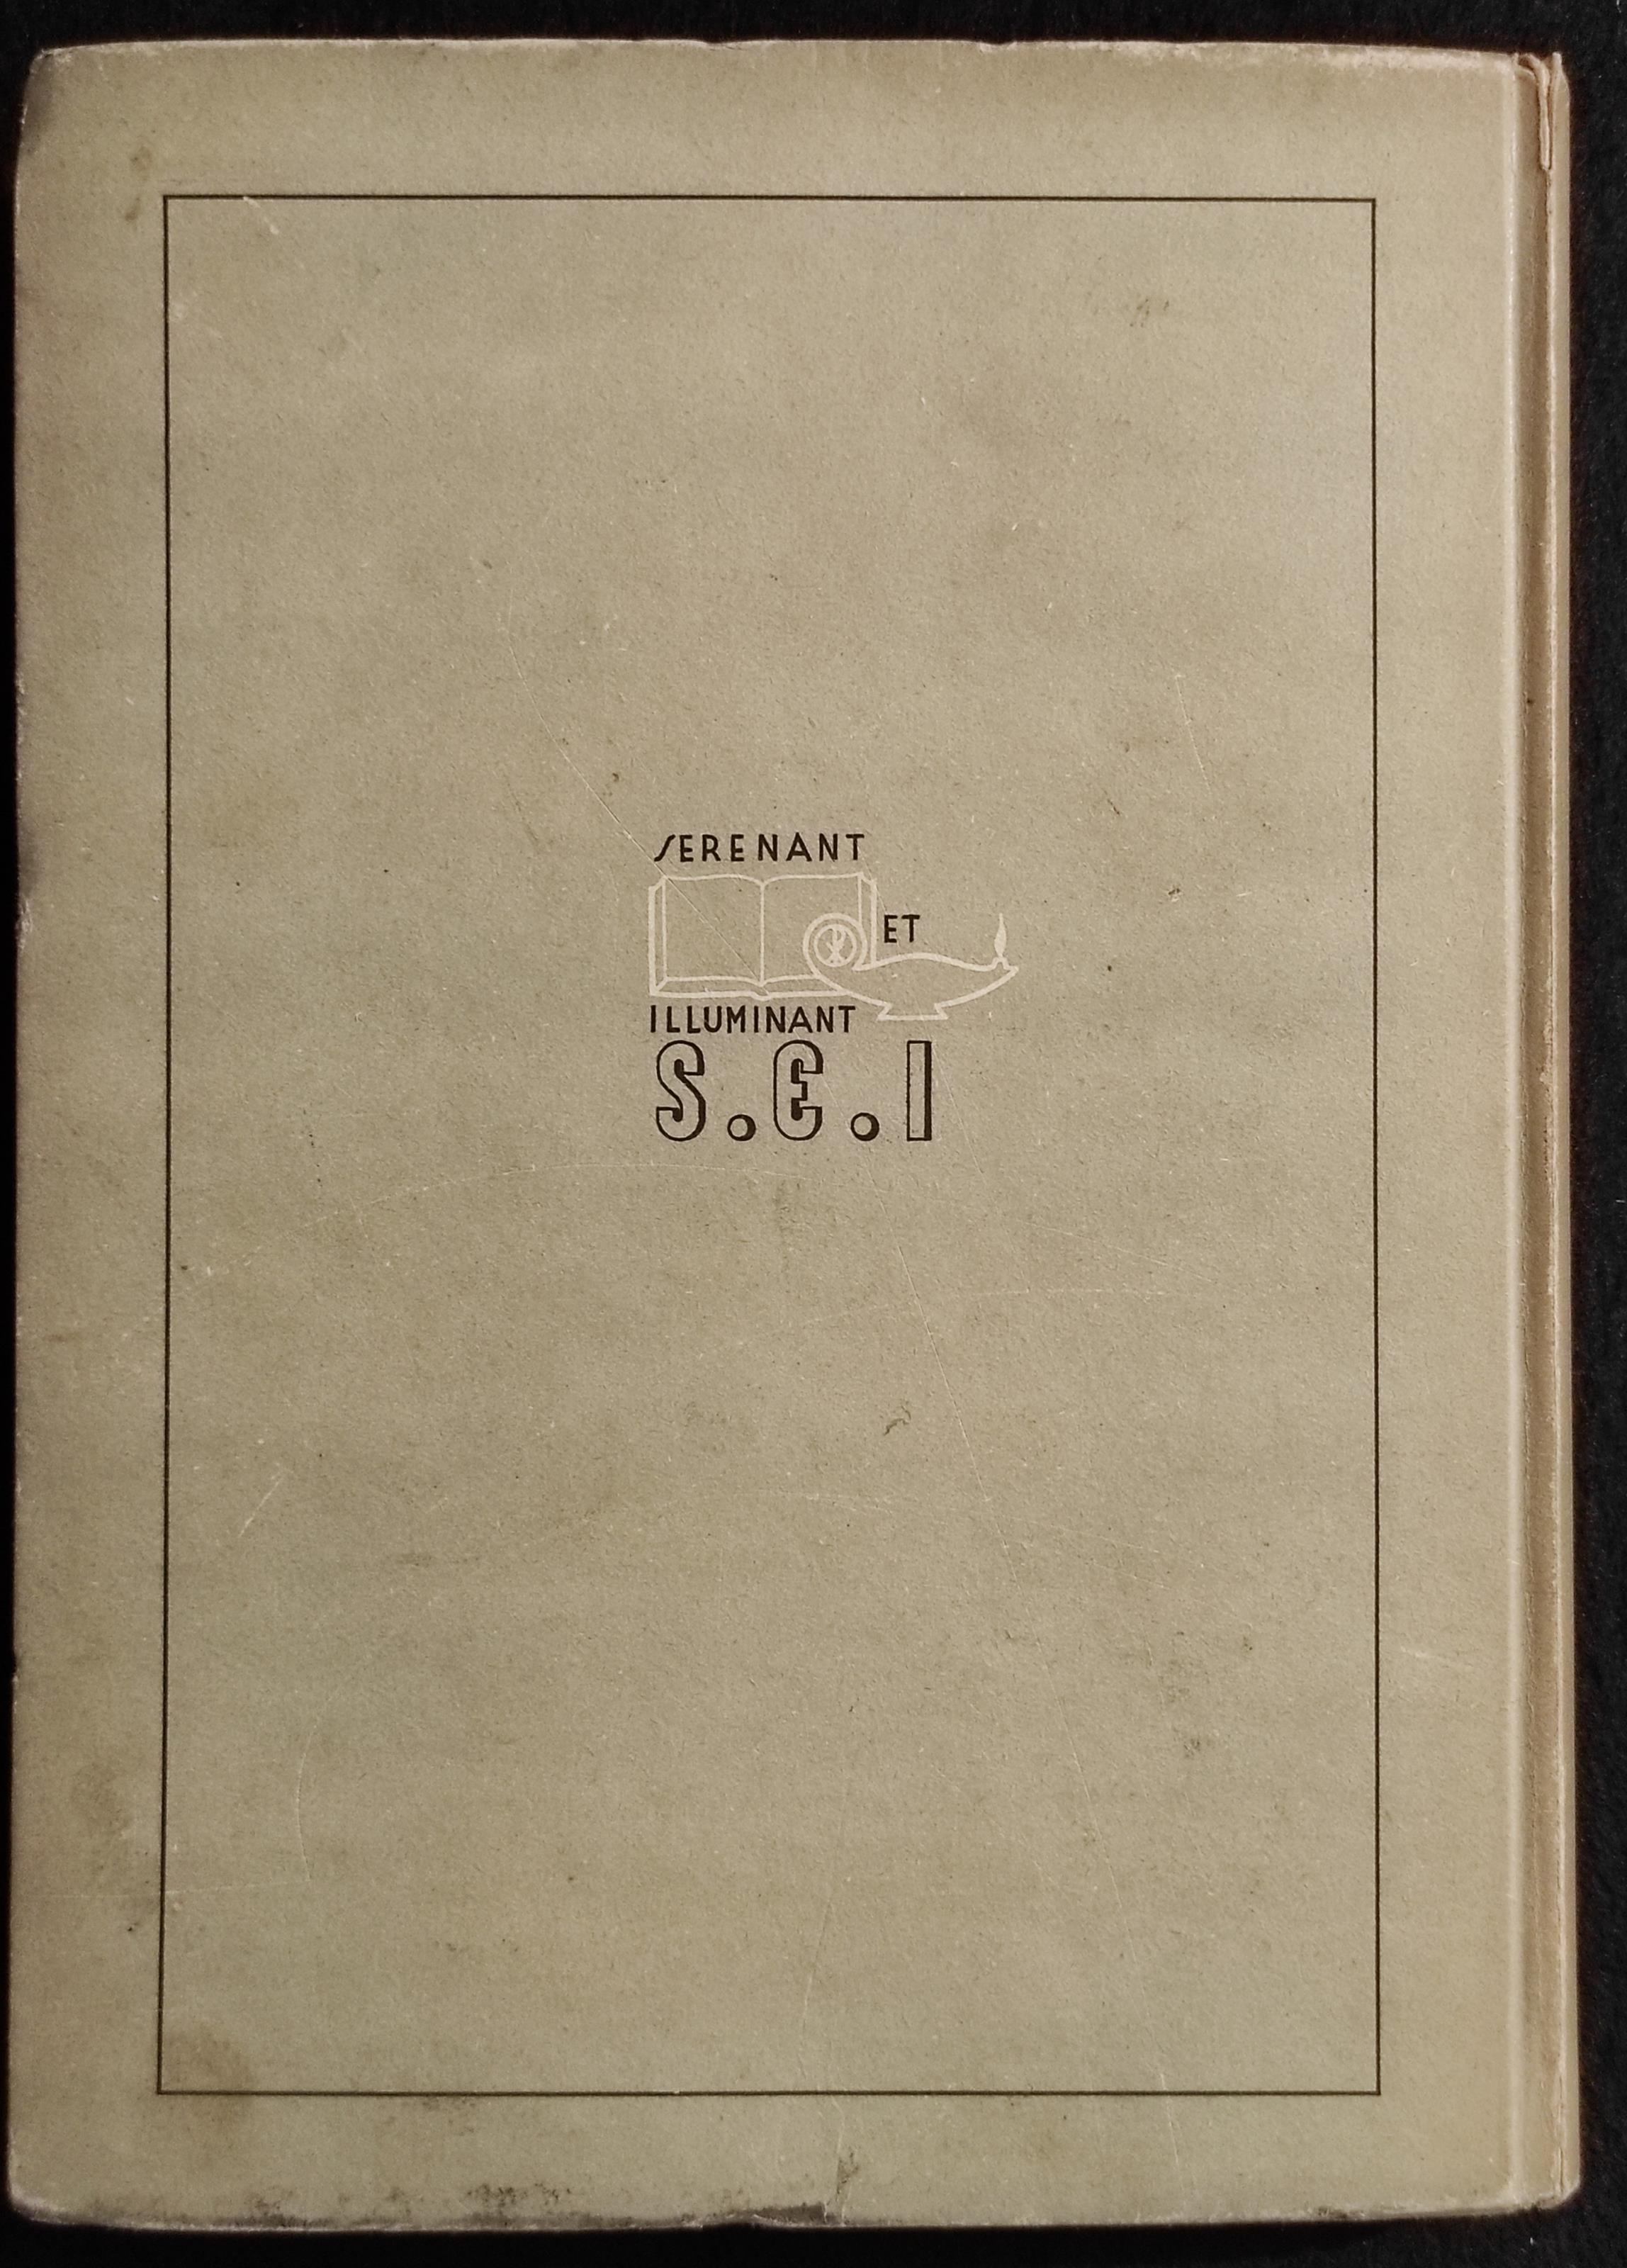 SERENANT
ET
ILLUMINANT
S.E.I